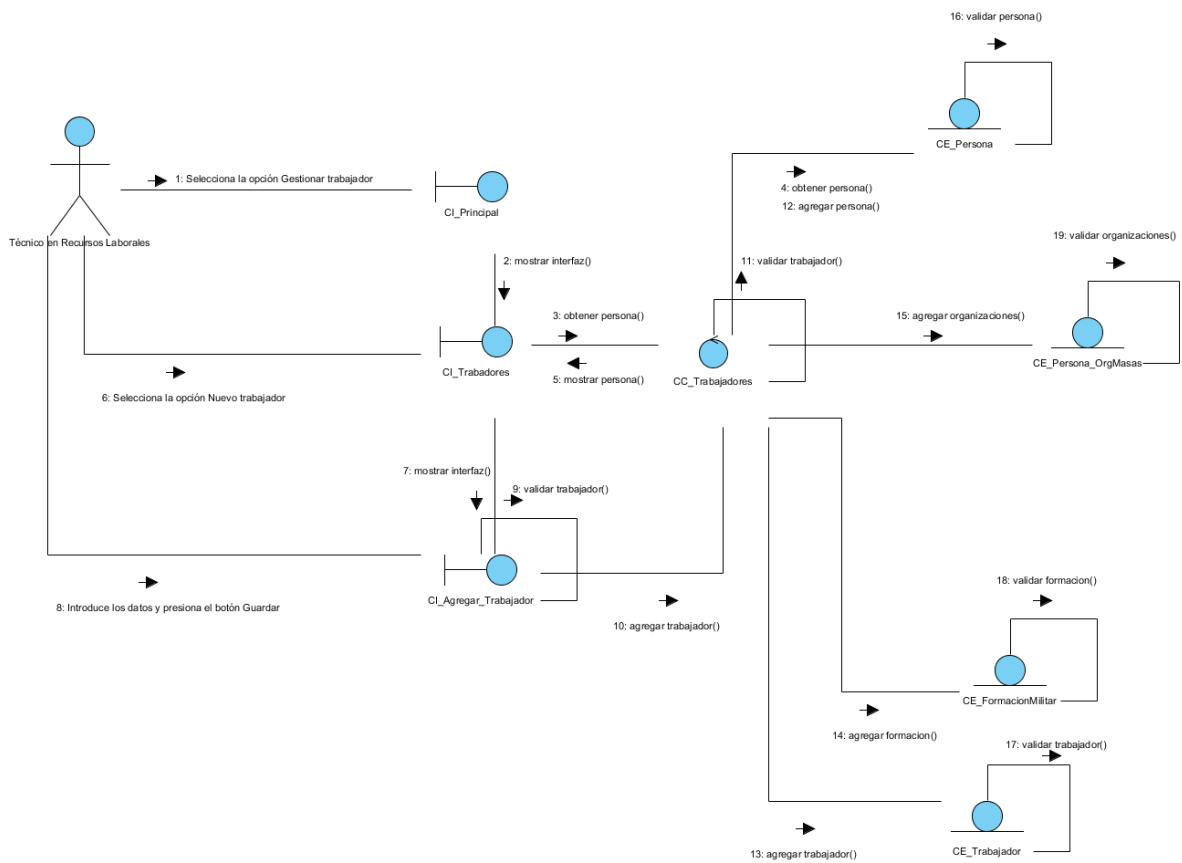 16: validar persona()
CE_Persona
1: Selecciona la opción Gestionar trabajador
4: obtener persona()
12: agregar persona()
CI_Principal
Técnico en Recursos Laborales
19: validar organizaciones()
2: mostrar interfaz()
11: validar trabajador()
3: obtener persona()
15: agregar organizaciones()
CE_Persona_OrgMasas
CI_Trabadores
5: mostrar persona()
CC_Trabajadores
6: Selecciona la opción Nuevo trabajador
7: mostrar interfaz()
9: validar trabajador()
18: validar formacion()
CI_Agregar_Trabajador
8: Introduce los datos y presiona el botón Guardar
10: agregar trabajador()
CE_FormacionMilitar
14: agregar formacion()
17: validar trabajador()
CE_Trabajador
13: agregar trabajador()